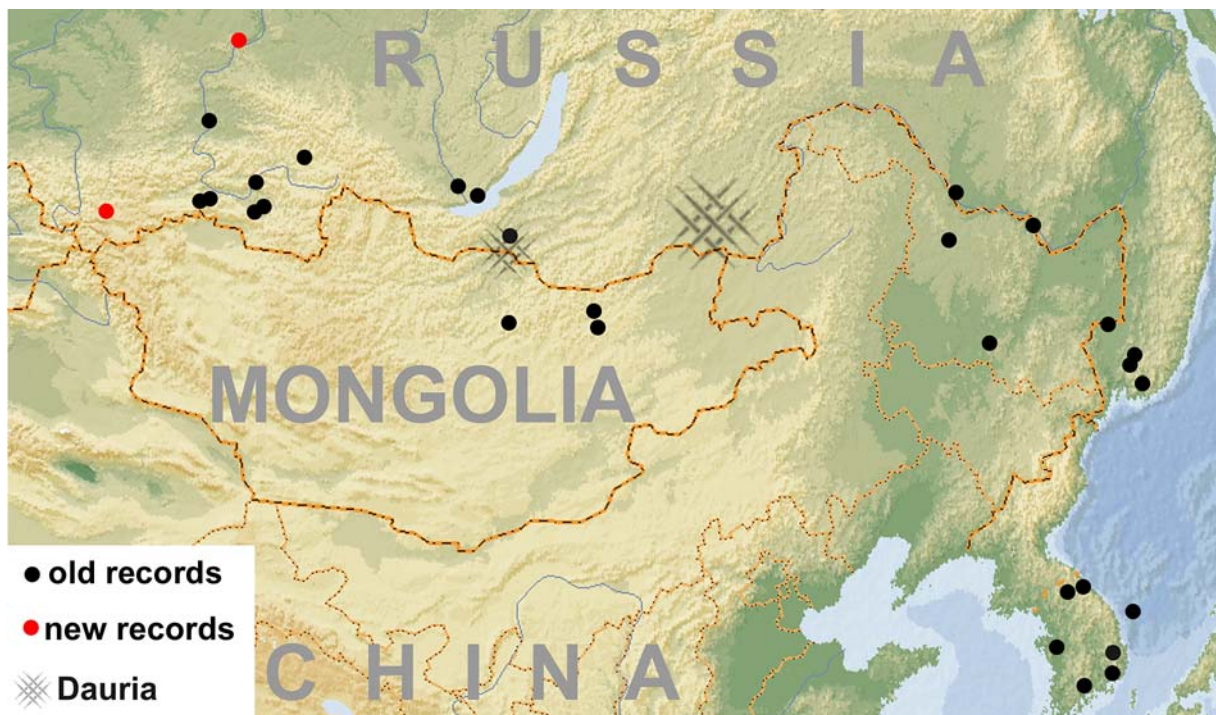 RUSSIA
MONGOLIA
old records
new records
Dauria
CHINA